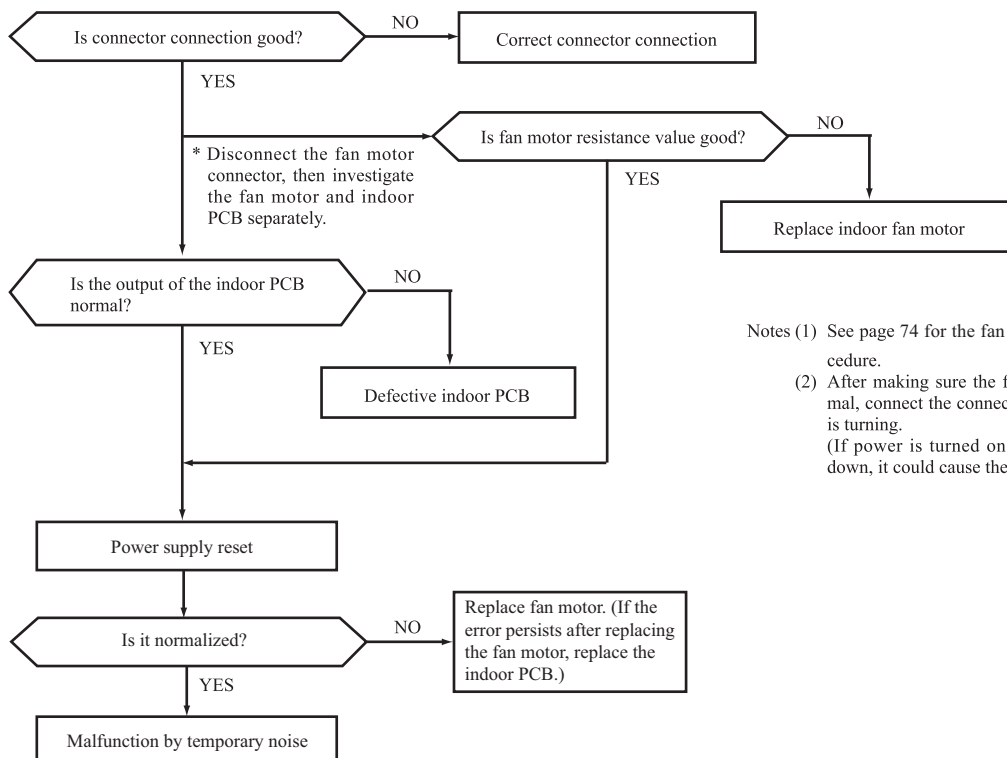 Is connector connection good?
NO
Correct connector connection
YES
Is fan motor resistance value good?
NO
* Disconnect the fan motor
connector, then investigate
the fan motor and indoor
PCB separately.
YES
Replace indoor fan motor
Is the output of the indoor PCB
normal?
NO
YES
Defective indoor PCB
Notes (1) See page 74 for the fan
cedure.
(2) After making sure the f
mal, connect the connec
is turning.
(If power is turned on
down, it could cause the
Power supply reset
Is it normalized?
NO
Replace fan motor. (If the
error persists after replacing
the fan motor, replace the
indoor PCB.)
YES
Malfunction by temporary noise